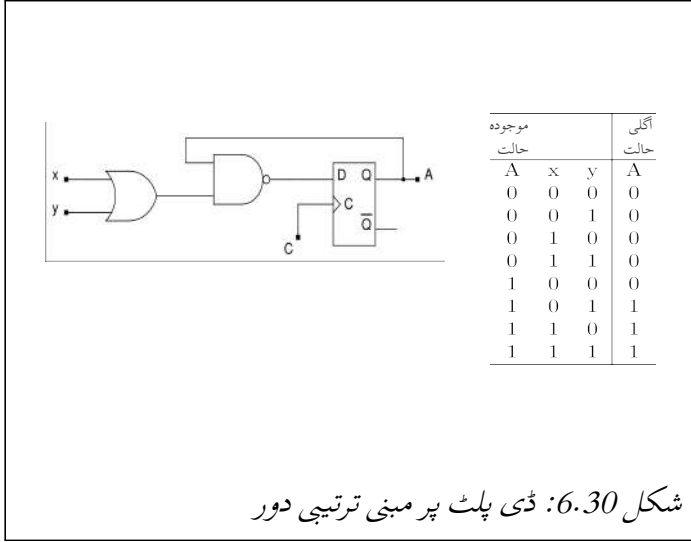 x
y
D Q
A
C
Q̅
C
موجودہ اگلی
حالت حالت
A x y A
0 0 0 0
0 0 1 0
0 1 0 0
0 1 1 0
1 0 0 0
1 0 1 1
1 1 0 1
1 1 1 1
شکل 6.30: ڈی پلٹ پر مبنی ترتیبی دور